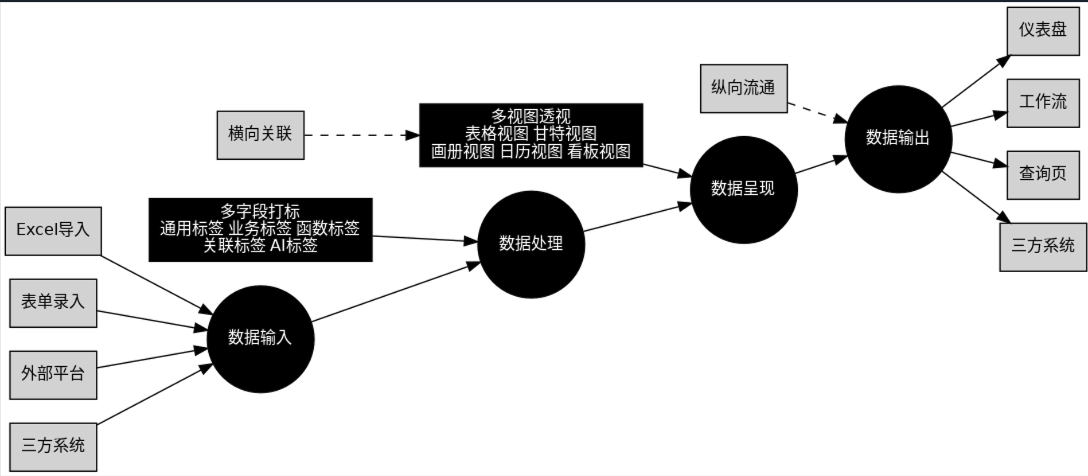 仪表盘
工作流
查询页
三方系统
纵向流通
数据输出
横向关联
多视图透视
表格视图 甘特视图
画册视图 日历视图 看板视图
数据呈现
多字段打标
通用标签 业务标签 函数标签
关联标签 AI标签
数据处理
Excel导入
表单录入
外部平台
三方系统
数据输入